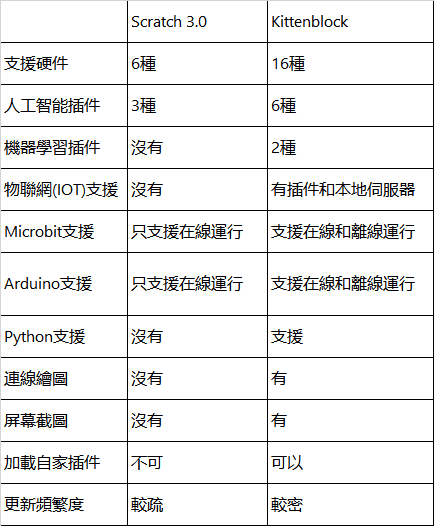 Scratch 3.0 Kittenblock
支援硬件 6種 16種
人工智能插件 3種 6種
機器學習插件 沒有 2種
物聯網(IOT)支援 沒有 有插件和本地伺服器
Microbit支援 只支援在線運行 支援在線和離線運行
Arduino支援 只支援在線運行 支援在線和離線運行
Python支援 沒有 支援
連線繪圖 沒有 有
屏幕截圖 沒有 有
加載自家插件 不可 可以
更新頻繁度 較疏 較密